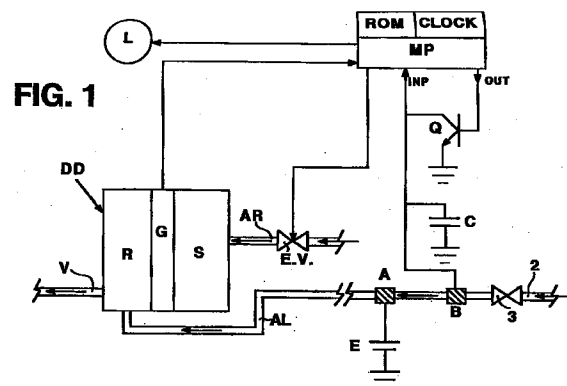 ROM CLOCK
L
MP
INP OUT
FIG. 1
Q
DD
AR
C
R G S
E.V.
V
A
2
B
3
AL
E